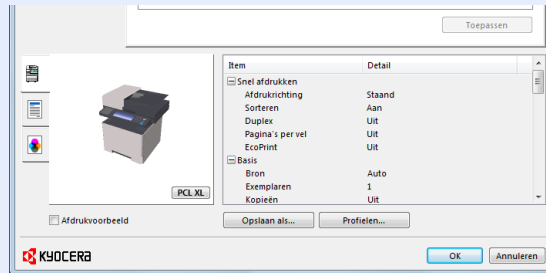 Toepassen
Item Detail
Snel afdrukken
Afdrukrichting Staand
Sorteren Aan
Duplex Uit
Pagina's per vel Uit
EcoPrint Uit
Basis
Bron Auto
Exemplaren 1
Kopieën Uit
PCL XL
Afdrukvoorbeeld Opslaan als... Profielen...
KYOCERA OK Annuleren